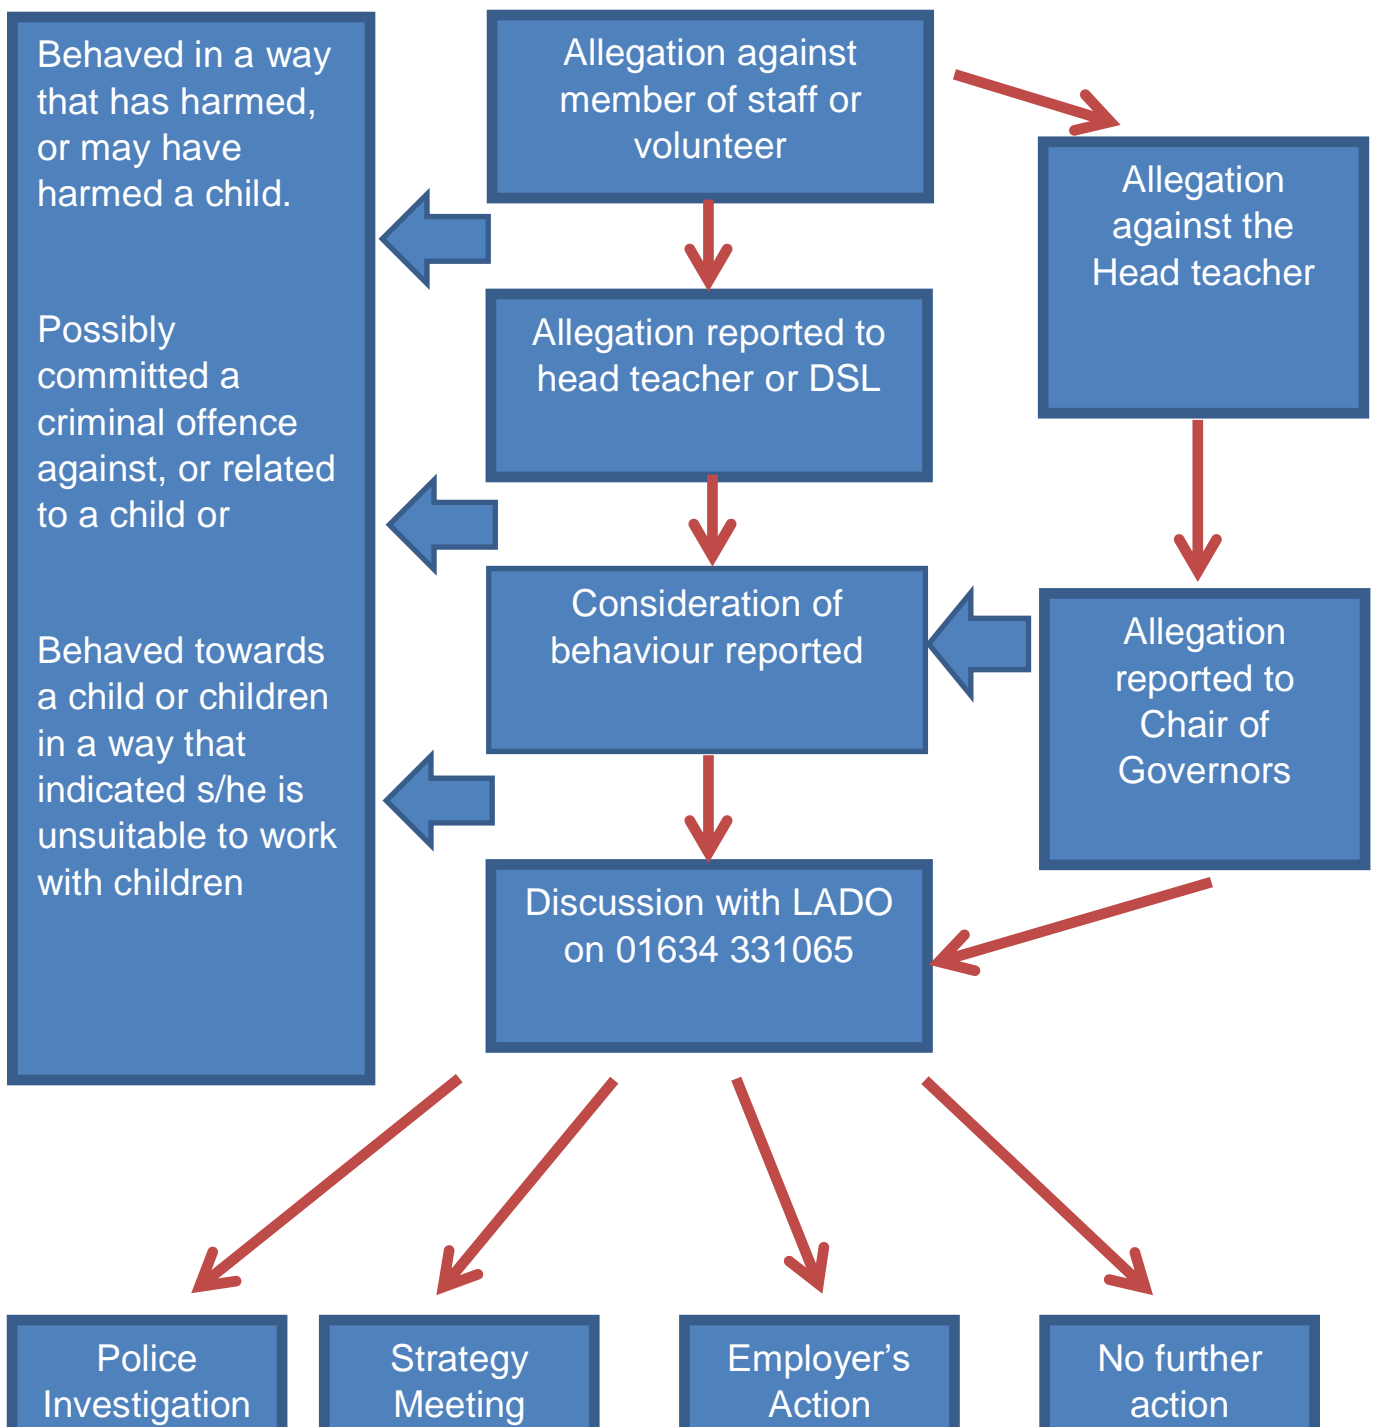 Behaved in a way
that has harmed,
or may have
harmed a child.
Possibly
committed a
criminal offence
against, or related
to a child or
Behaved towards
a child or children
in a way that
indicated s/he is
unsuitable to work
with children
Allegation against
member of staff or
volunteer
Allegation
against the
Head teacher
Allegation reported to
head teacher or DSL
Consideration of
behaviour reported
Allegation
reported to
Chair of
Governors
Discussion with LADO
on 01634 331065
Police
Investigation
Strategy
Meeting
Employer’s
Action
No further
action